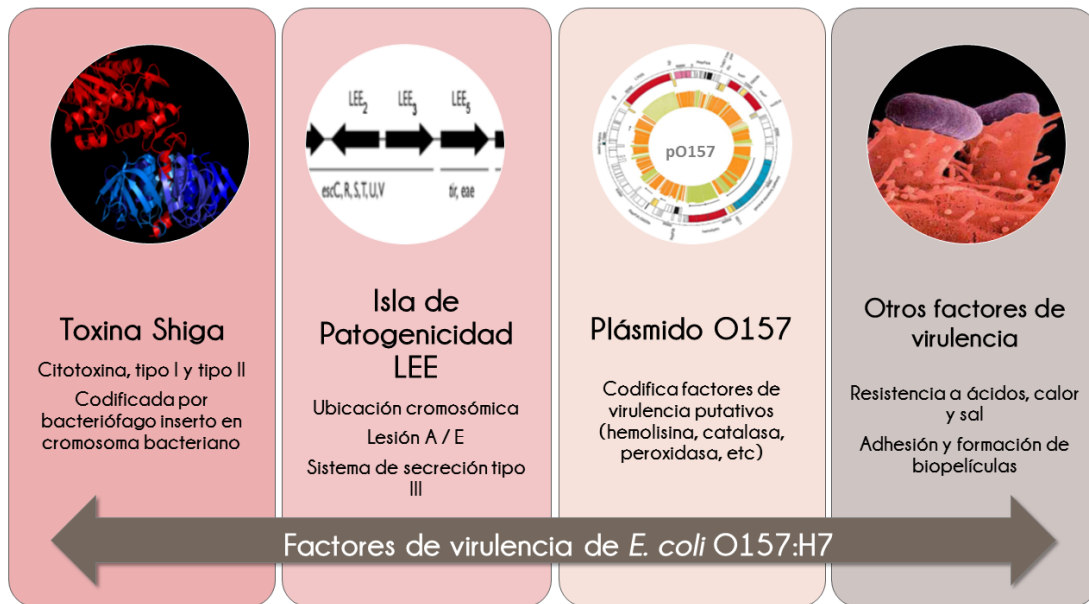 LEE2
LEE3
LEE5
escC, R, S, T, U, V
tir, eae
pO157
Toxina Shiga
Citotoxina, tipo I y tipo II
Codificada por
bacteriófago inserto en
cromosoma bacteriano
Isla de
Patogenicidad
LEE
Ubicación cromosómica
Lesión A / E
Sistema de secreción tipo
III
Plásmido O157
Codifica factores de
virulencia putativos
(hemolisina, catalasa,
peroxidasa, etc)
Otros factores de
virulencia
Resistencia a ácidos, calor
y sal
Adhesión y formación de
biopelículas
Factores de virulencia de E. coli O157:H7